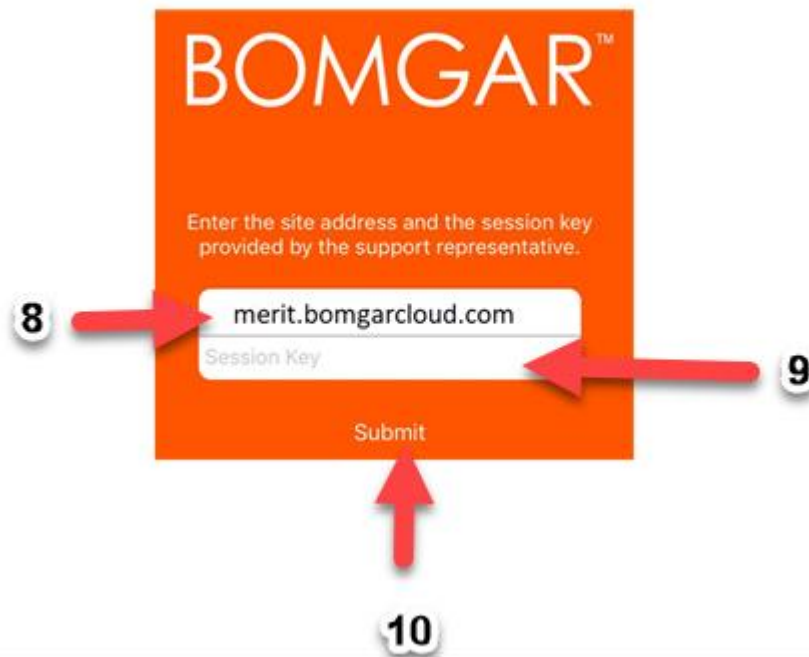 BOMGAR™
Enter the site address and the session key
provided by the support representative.
8
merit.bomgarcloud.com
Session Key
9
Submit
10